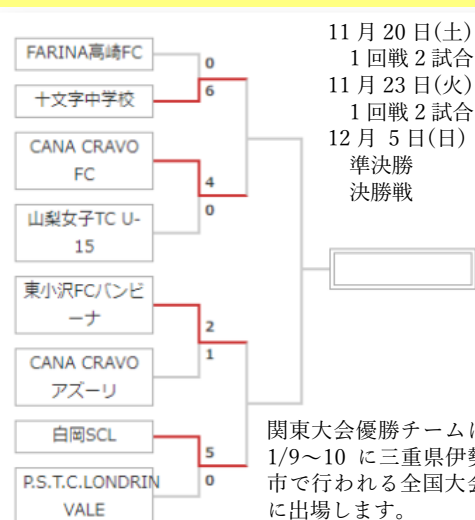 FARINA高崎FC
0
6
十文字中学校
CANA CRAVO
FC
4
0
山梨女子TC U-
15
東小沢FCバンビ
ーナ
2
1
CANA CRAVO
アズーリ
白岡SCL
5
0
P.S.T.C.LONDRIN
VALE
11月20日(土)
1回戦2試合
11月23日(火)
1回戦2試合
12月 5日(日)
準決勝
決勝戦
関東大会優勝チームに
1/9～10 に三重県伊勢
市で行われる全国大会
に出場します。